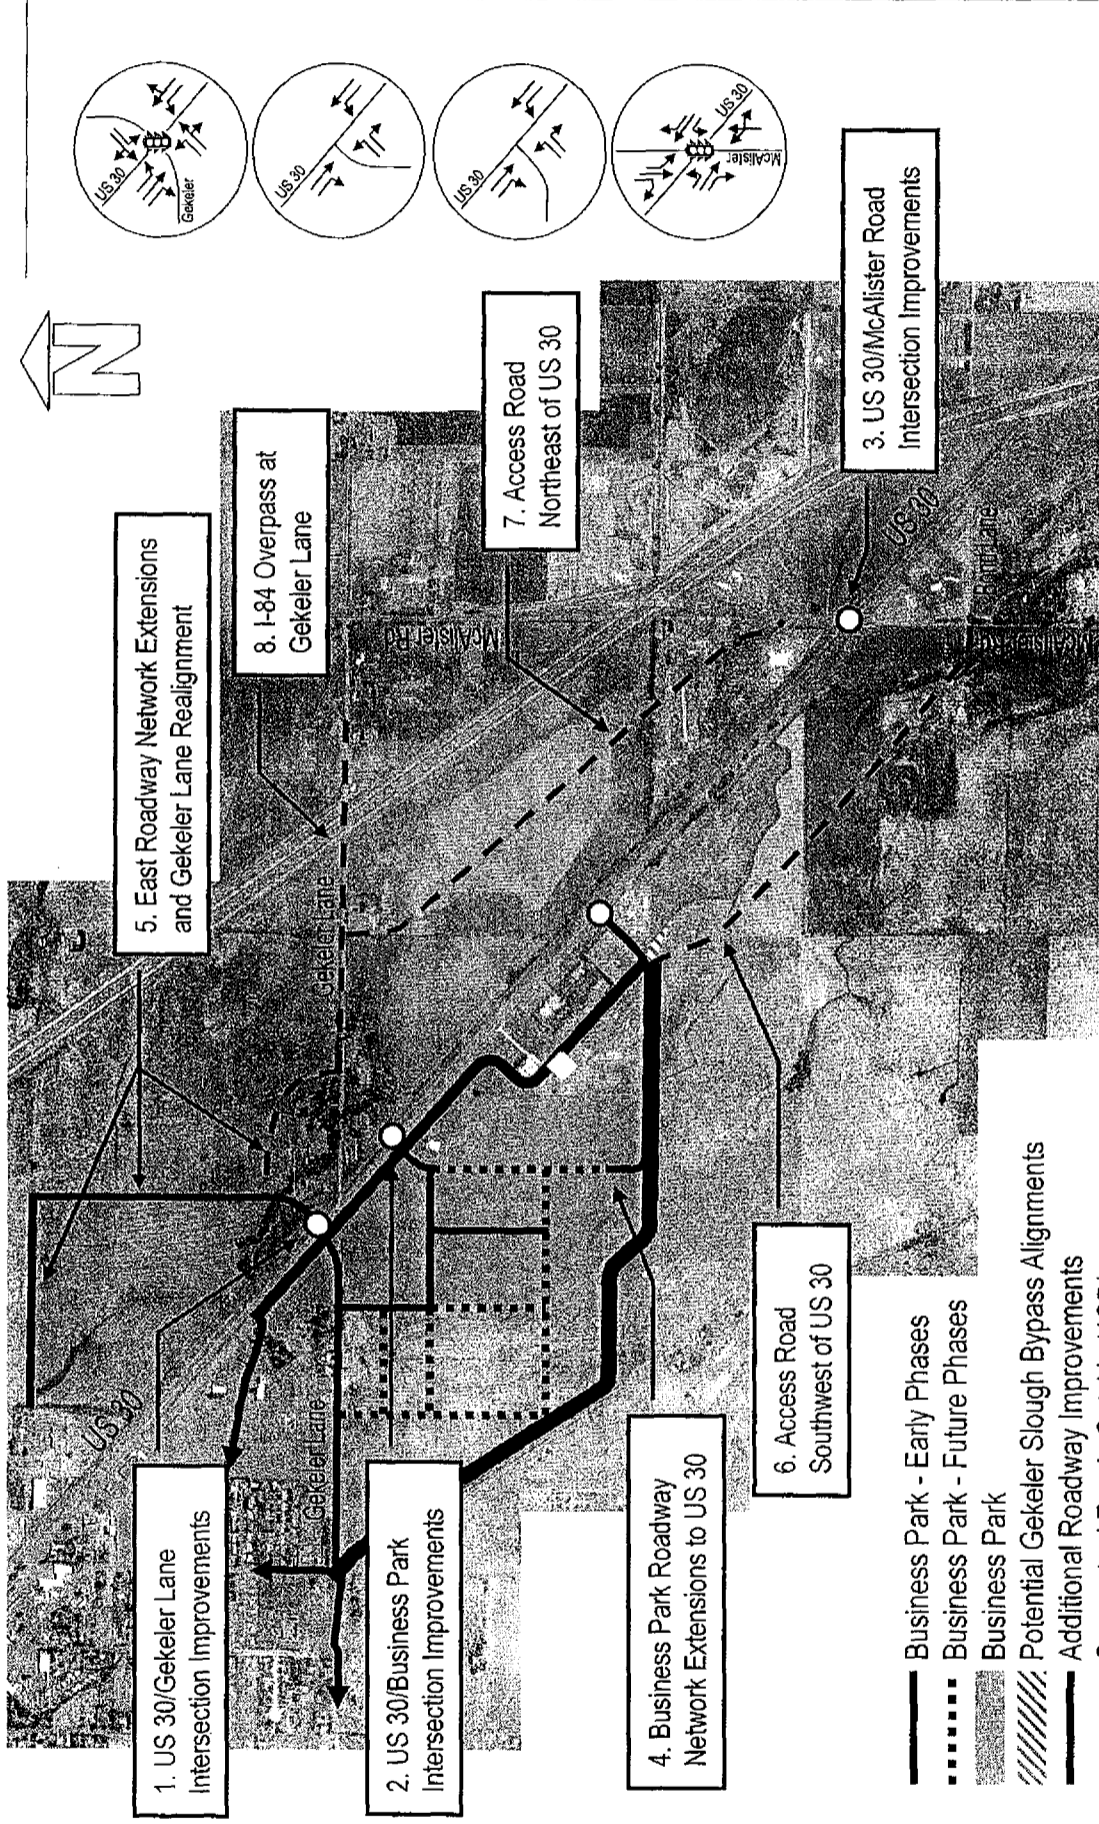 N
US 30
Gekeler
US 30
US 30
US 30
McAlister
5. East Roadway Network Extensions
and Gekeler Lane Realignment
8. I-84 Overpass at
Gekeler Lane
7. Access Road
Northeast of US 30
3. US 30/McAlister Road
Intersection Improvements
1. US 30/Gekeler Lane
Intersection Improvements
2. US 30/Business Park
Intersection Improvements
4. Business Park Roadway
Network Extensions to US 30
6. Access Road
Southwest of US 30
US 30
Gekeler Lane
Gekeler Lane
Gekeler Lane
McAlister Rd
US 30
McAlister Rd
Business Park - Early Phases
Business Park - Future Phases
Business Park
Potential Gekeler Slough Bypass Alignments
Additional Roadway Improvements